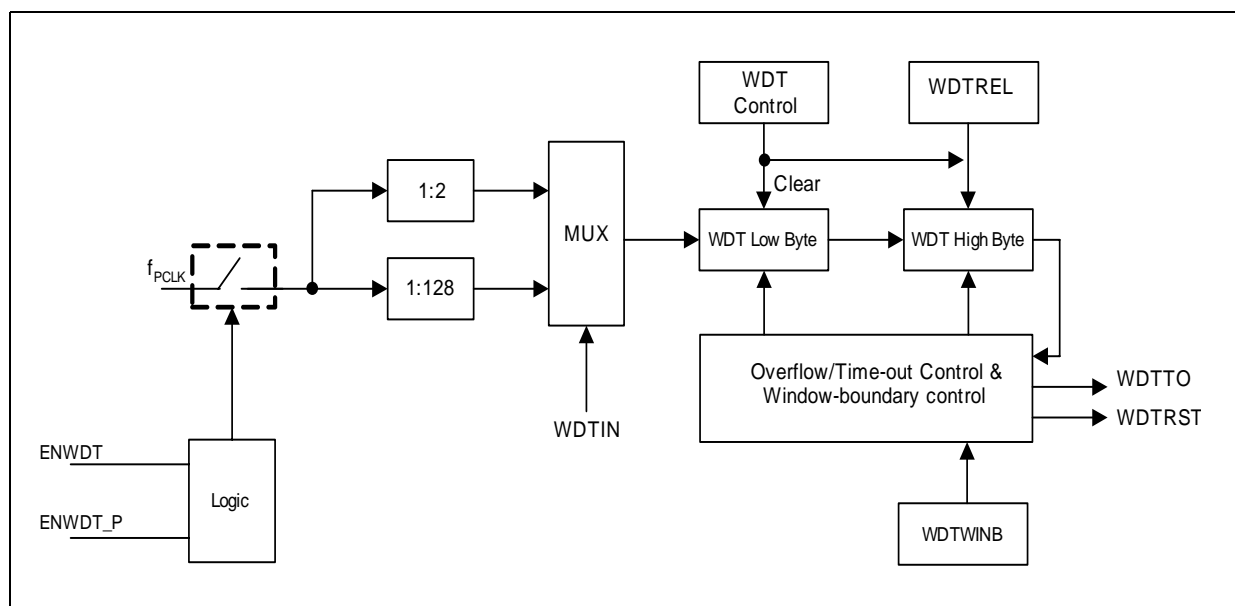 WDT
Control
WDTREL
1:2
Clear
MUX
WDT Low Byte
WDT High Byte
fPCLK
1:128
Overflow/Time-out Control &
Window-boundary control
WDTTO
WDTRST
WDTIN
ENWDT
Logic
ENWDT_P
WDTWINB